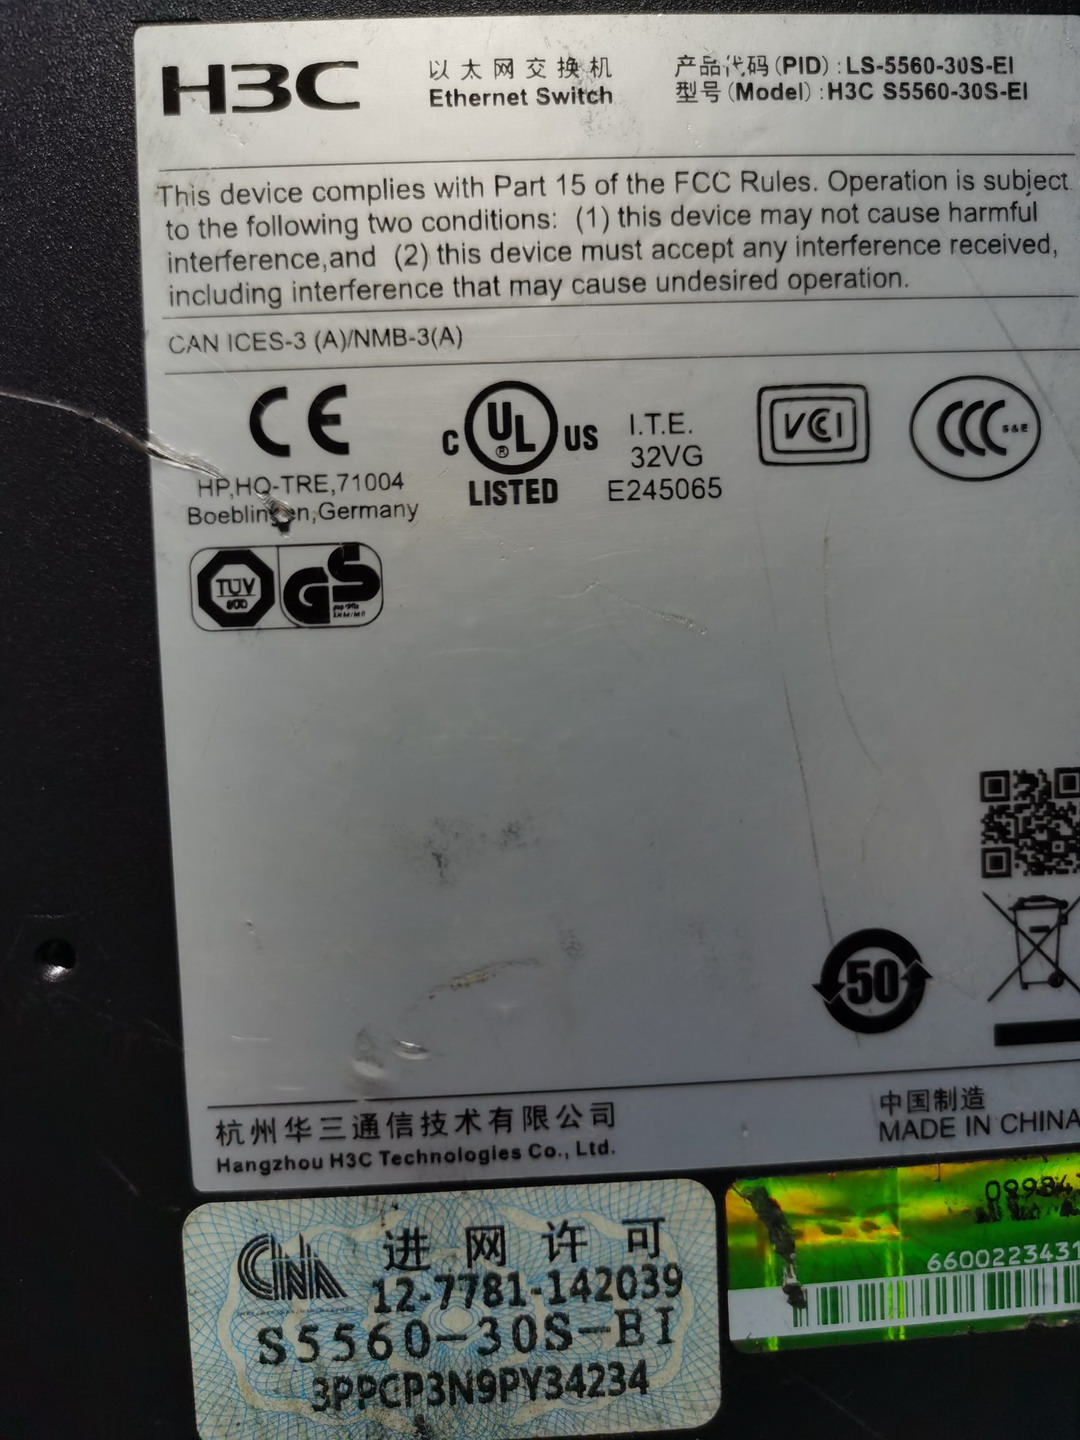 H3C
以太网交换机
Ethernet Switch
产品代码(PID):LS-5560-30S-EI
型号(Model):H3C S5560-30S-EI
This device complies with Part 15 of the FCC Rules. Operation is subject
to the following two conditions: (1) this device may not cause harmful
interference,and (2) this device must accept any interference received,
including interference that may cause undesired operation.
CAN ICES-3 (A)/NMB-3(A)
CE
HP,HQ-TRE,71004
Boeblingen,Germany
C UL US
®
LISTED
I.T.E.
32VG
E245065
VCCI
CCC S&E
TÜV
GS
50
杭州华三通信技术有限公司
Hangzhou H3C Technologies Co., Ltd.
中国制造
MADE IN CHINA
CNA
进网许可
12-7781-142039
S5560-30S-EI
3PPCP3N9PY34234
6600223431